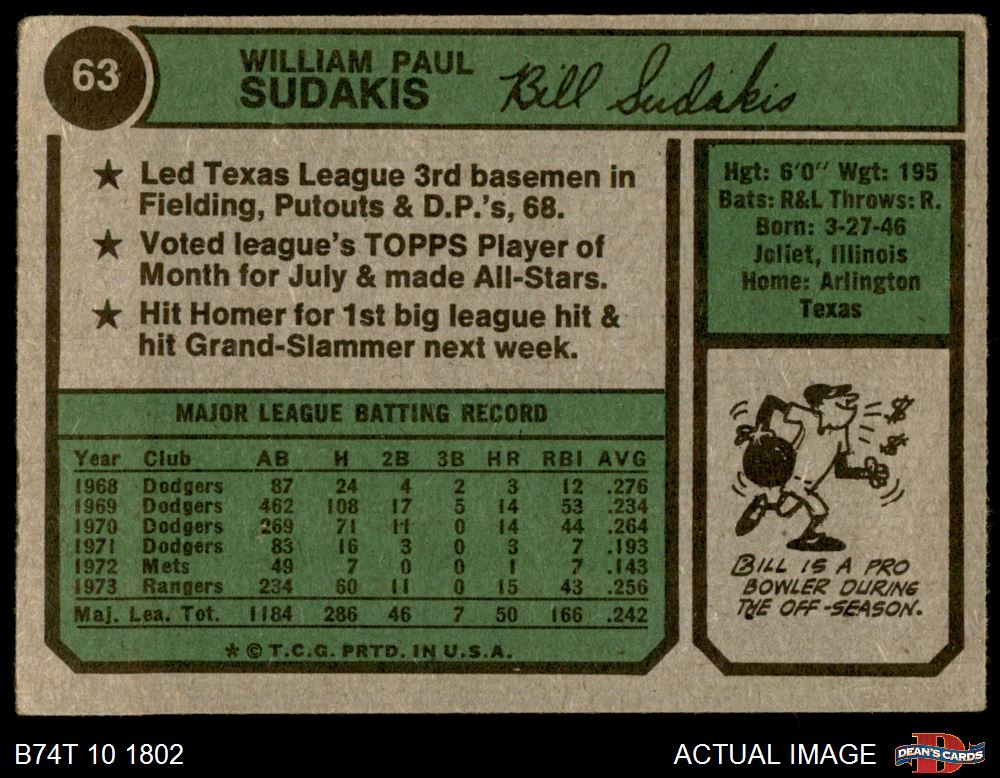 63
WILLIAM PAUL
SUDAKIS
Bill Sudakis
★ Led Texas League 3rd basemen in
Fielding, Putouts & D.P.'s, 68.
★ Voted league's TOPPS Player of
Month for July & made All-Stars.
★ Hit Homer for 1st big league hit &
hit Grand-Slammer next week.
Hgt: 6'0" Wgt: 195
Bats: R&L Throws: R.
Born: 3-27-46
Joliet, Illinois
Home: Arlington
Texas
MAJOR LEAGUE BATTING RECORD
Year Club AB H 2B 3B HR RBI AVG
1968 Dodgers 87 24 4 2 3 12 .276
1969 Dodgers 462 108 17 5 14 53 .234
1970 Dodgers 269 71 11 0 14 44 .264
1971 Dodgers 83 16 3 0 3 7 .193
1972 Mets 49 7 0 0 1 7 .143
1973 Rangers 234 60 11 0 15 43 .256
Maj. Lea. Tot. 1184 286 46 7 50 166 .242
* © T.C.G. PRTD. IN U.S.A.
$
$
BILL IS A PRO
BOWLER DURING
THE OFF-SEASON.
B74T 10 1802
ACTUAL IMAGE
D
DEAN'S CARDS